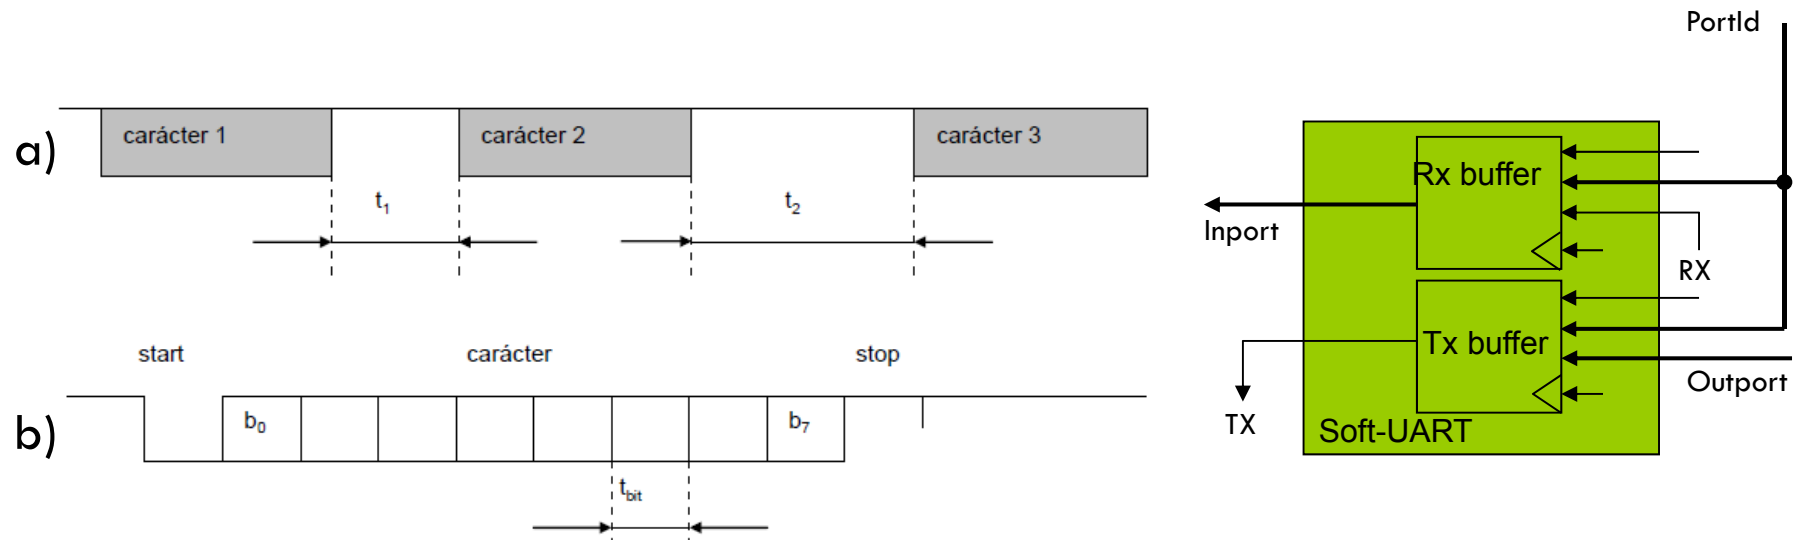 a)
carácter 1
carácter 2
carácter 3
t1
t2
b)
start
carácter
stop
b0
b7
tbit
PortId
Rx buffer
Inport
RX
Tx buffer
Outport
TX
Soft-UART